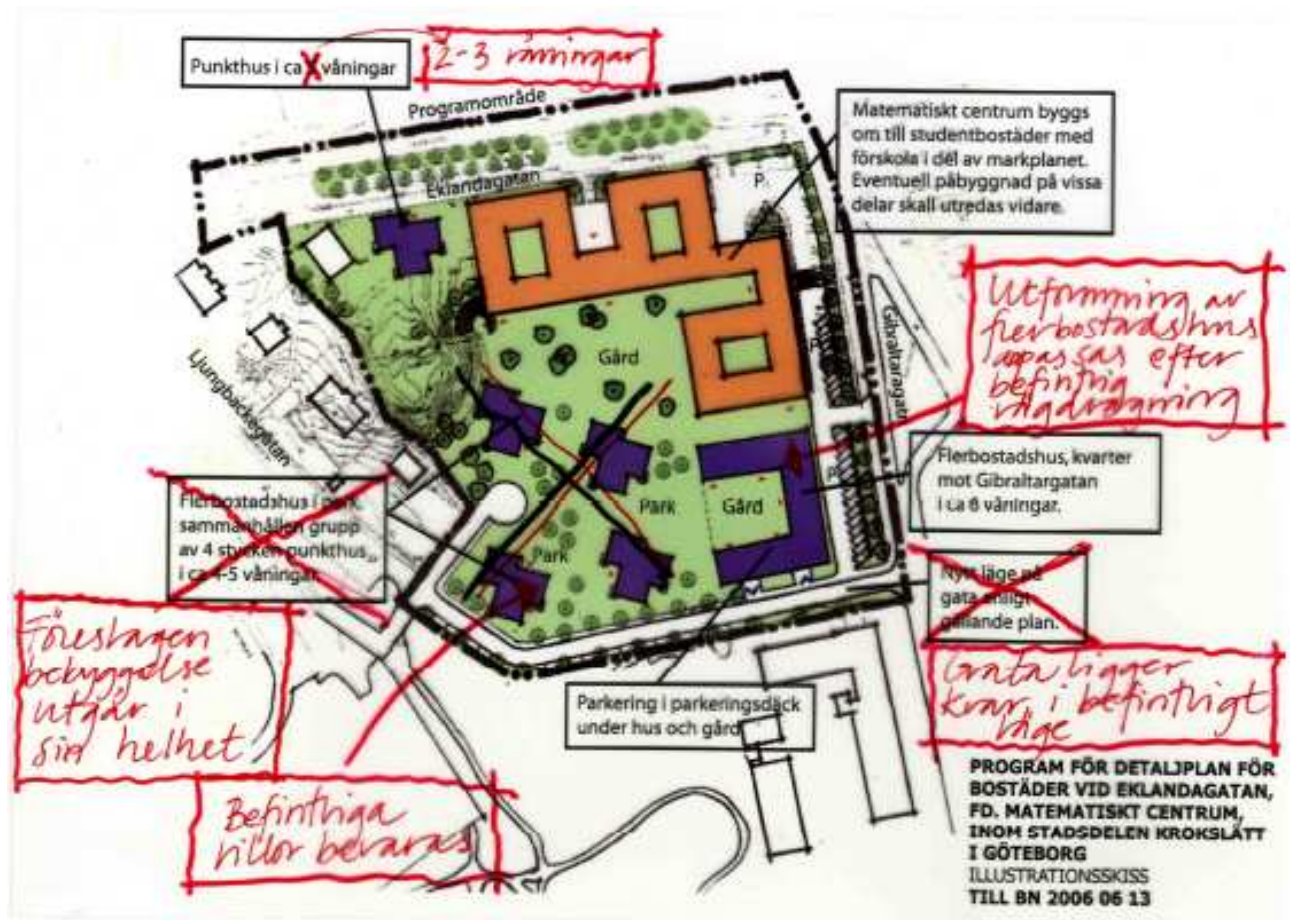 Punkthus i ca våningar
2-3 våningar
Programområde
Matematiskt centrum byggs
om till studentbostäder med
förskola i del av markplanet.
Eventuell påbyggnad på vissa
delar skall utredas vidare.
Eklandagatan
P.
Utformning av
flerbostadshus
appassas efter
befintlig
vägdragning
Gibraltaragatan
P.
Gård
Ljungbackegatan
Flerbostadshus i park,
sammanhållen grupp
av 4 stycken punkthus
i ca 4-5 våningar.
Park
Gård
P.
Flerbostadshus, kvarter
mot Gibraltargatan
i ca 6 våningar.
Park
Nytt läge på
gata enligt
gällande plan.
Föreslagen
bebyggelse
utgår i
sin helhet
Gata ligger
kvar i befintligt
läge
Parkering i parkeringsdäck
under hus och gård.
Befintliga
villor bevaras
PROGRAM FÖR DETALJPLAN FÖR
BOSTÄDER VID EKLANDAGATAN,
FD. MATEMATISKT CENTRUM,
INOM STADSDELEN KROKSLÄTT
I GÖTEBORG
ILLUSTRATIONSSKISS
TILL BN 2006 06 13